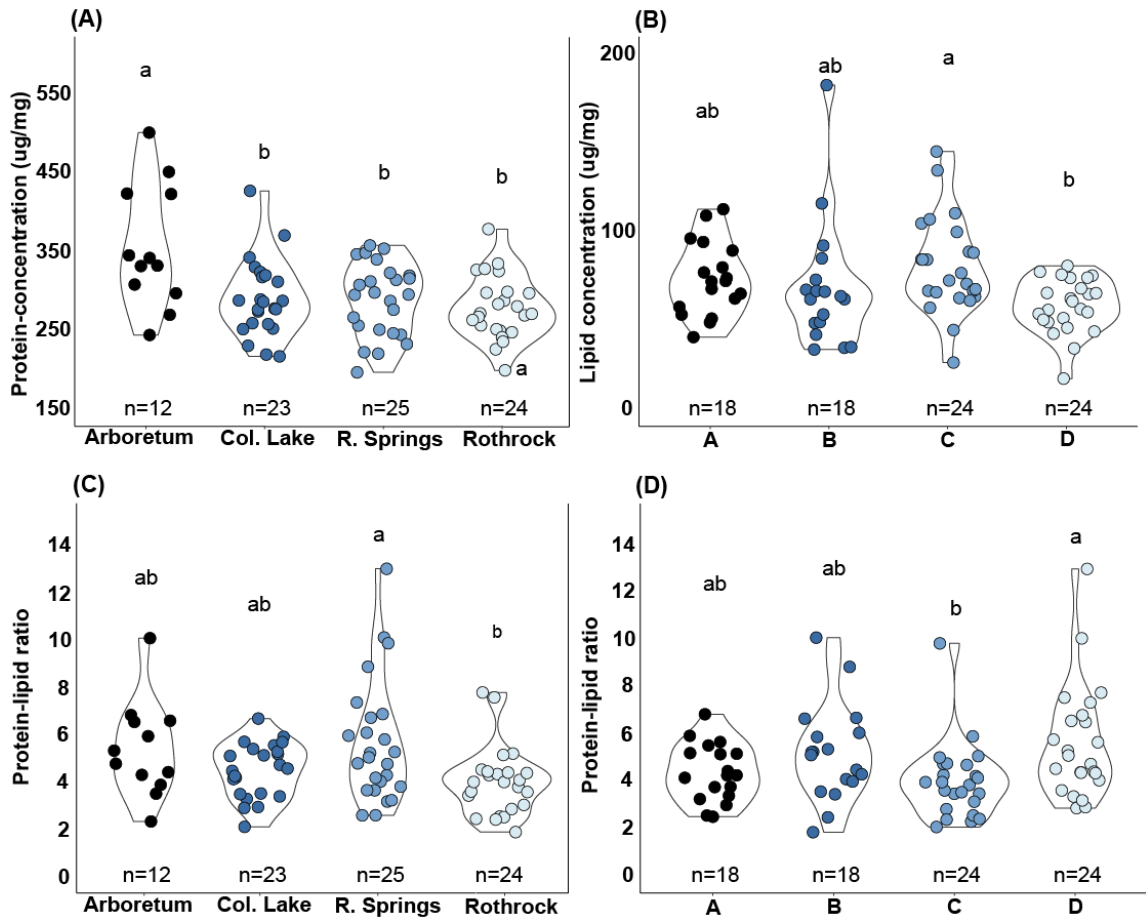 (A)
Protein-concentration (ug/mg)
550
450
350
250
150
a
b
b
b
a
n=12 n=23 n=25 n=24
Arboretum Col. Lake R. Springs Rothrock
(B)
Lipid concentration (ug/mg)
200
100
0
ab
ab
a
b
n=18 n=18 n=24 n=24
A B C D
(C)
Protein-lipid ratio
14
12
10
8
6
4
2
0
ab
ab
a
b
n=12 n=23 n=25 n=24
Arboretum Col. Lake R. Springs Rothrock
(D)
Protein-lipid ratio
14
12
10
8
6
4
2
0
ab
ab
b
a
n=18 n=18 n=24 n=24
A B C D